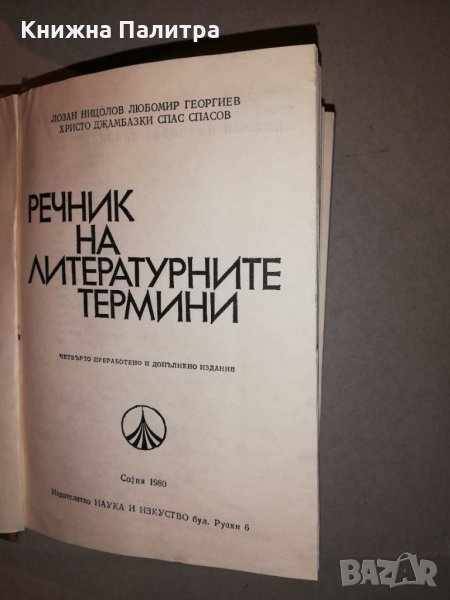 Книжна Палитра
ЛОЗАН НИЦОЛОВ ЛЮБОМИР ГЕОРГИЕВ
ХРИСТО ДЖАМБАЗКИ СПАС СПАСОВ
РЕЧНИК
НА
ЛИТЕРАТУРНИТЕ
ТЕРМИНИ
ЧЕТВЪРТО ПРЕРАБОТЕНО И ДОПЪЛНЕНО ИЗДАНИЕ
София 1980
Издателство НАУКА И ИЗКУСТВО бул. Руски 6
BAZAR